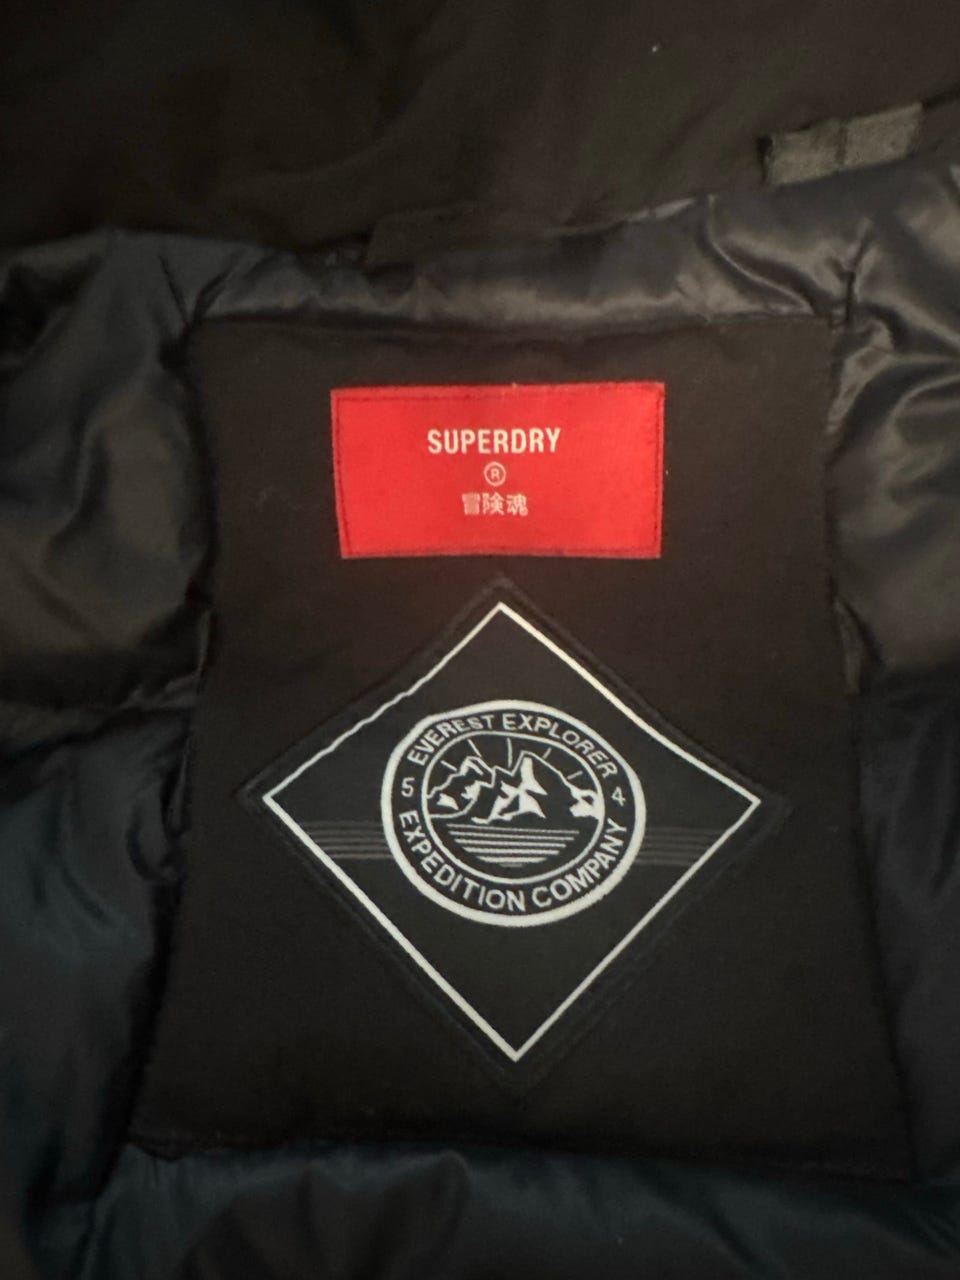 SUPERDRY
®
冒険魂
EVEREST EXPLORER
5 4
EXPEDITION COMPANY